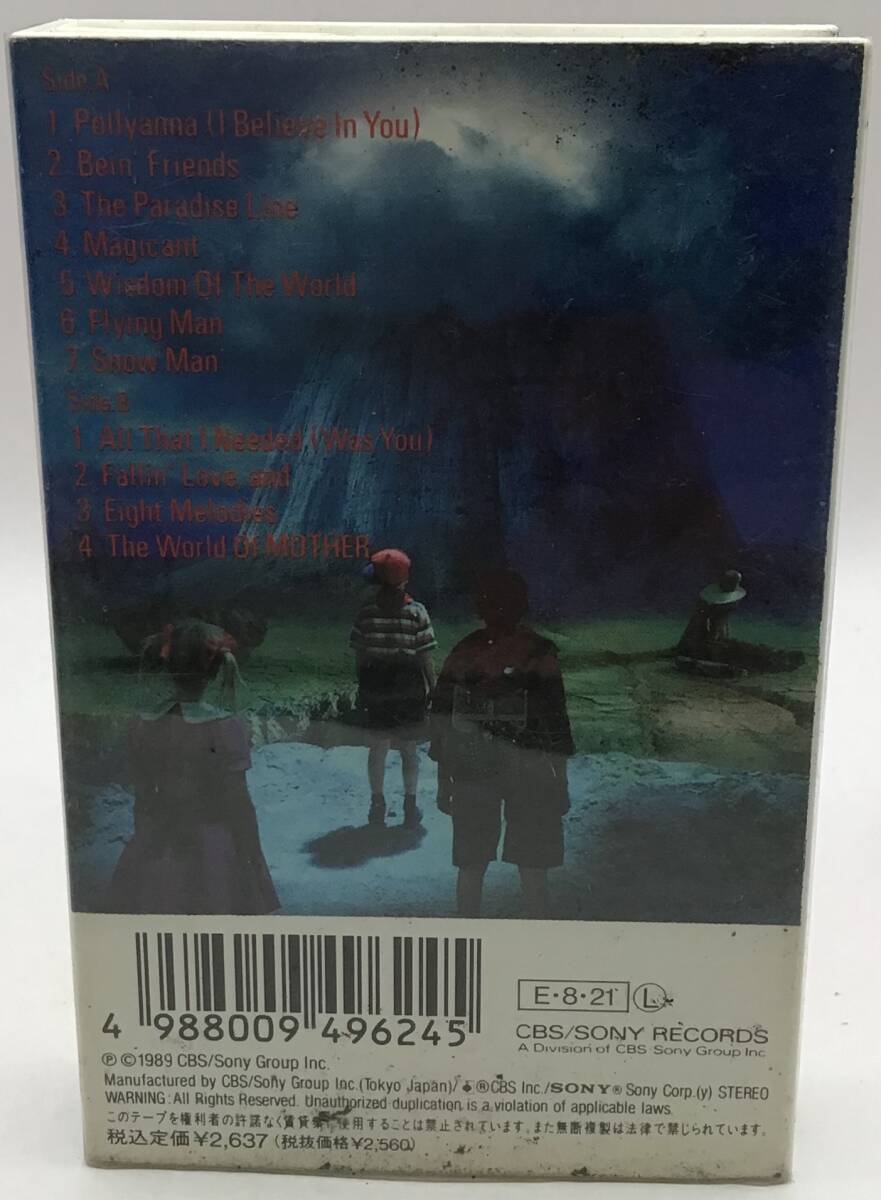 Side. A
1. Pollyanna (I Believe In You)
2. Bein' Friends
3. The Paradise Line
4. Magicant
5. Wisdom Of The World
6. Flying Man
7. Snow Man
Side. B
1. All That I Needed (Was You)
2. Fallin' Love, and
3. Eight Melodies
4. The World Of MOTHER
4 988009 496245
E・8・21 L
CBS/SONY RECORDS
A Division of CBS/Sony Group Inc.
℗©1989 CBS/Sony Group Inc.
Manufactured by CBS/Sony Group Inc.(Tokyo Japan)/ ®CBS Inc./SONY® Sony Corp.(y) STEREO
WARNING: All Rights Reserved. Unauthorized duplication is a violation of applicable laws.
このテープを権利者の許諾なく賃貸業に使用することは禁止されています。また無断複製は法律で禁じられています。
税込定価¥2,637 (税抜価格¥2,560)